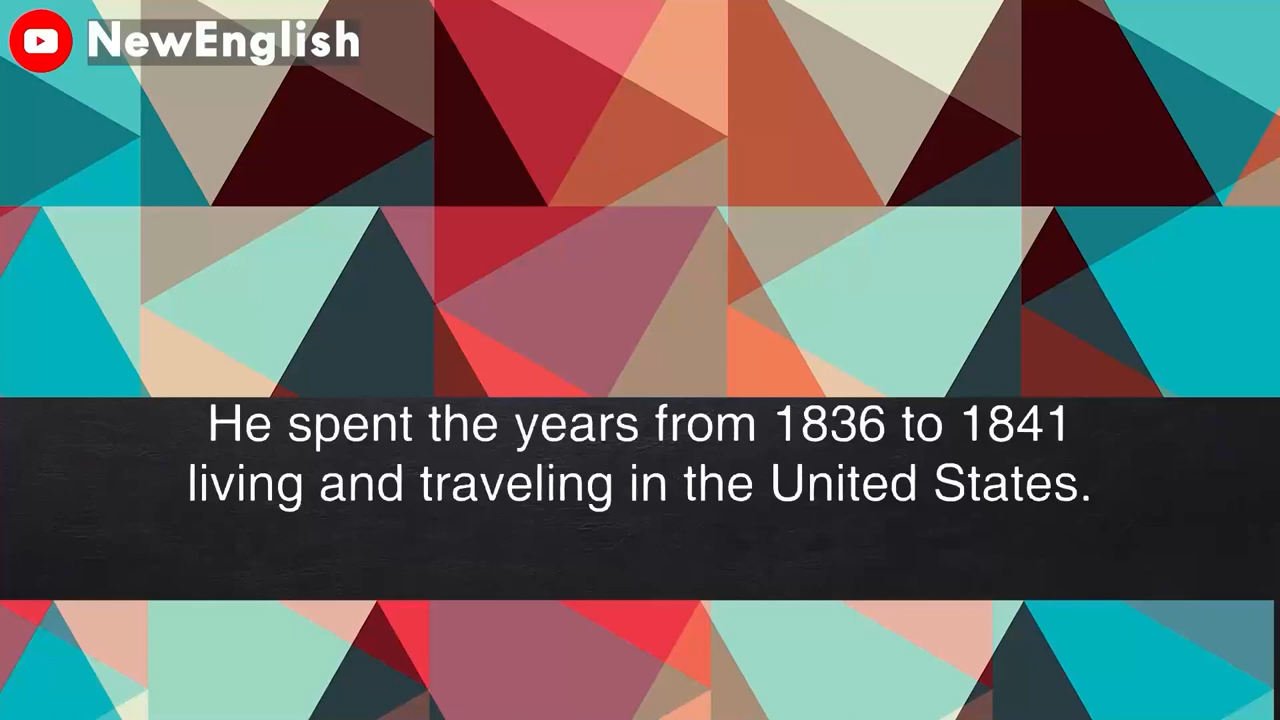 NewEnglish
He spent the years from 1836 to 1841
living and traveling in the United States.